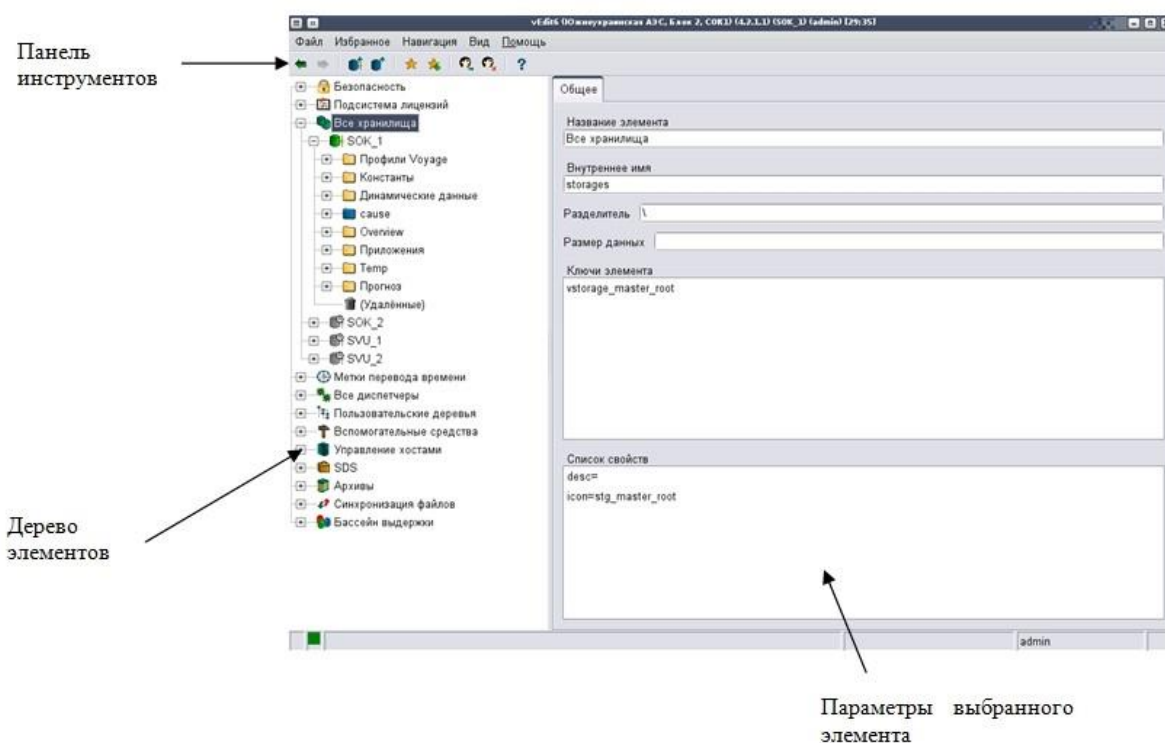 vEdit6 (Южноукраинская АЭС, Блок 2, СОК1) (4.2.1.1) (SOK_1) (admin) [29:35]
Файл Избранное Навигация Вид Помощь
Панель
инструментов
Безопасность
Подсистема лицензий
Все хранилища
SOK_1
Профили Voyage
Константы
Динамические данные
cause
Overview
Приложения
Temp
Прогноз
(Удалённые)
SOK_2
SVU_1
SVU_2
Метки перевода времени
Все диспетчеры
Пользовательские деревья
Вспомогательные средства
Управление хостами
SDS
Архивы
Синхронизация файлов
Бассейн выдержки
Дерево
элементов
Общее
Название элемента
Все хранилища
Внутреннее имя
storages
Разделитель \
Размер данных
Ключи элемента
vstorage_master_root
Список свойств
desc=
icon=stg_master_root
admin
Параметры выбранного
элемента